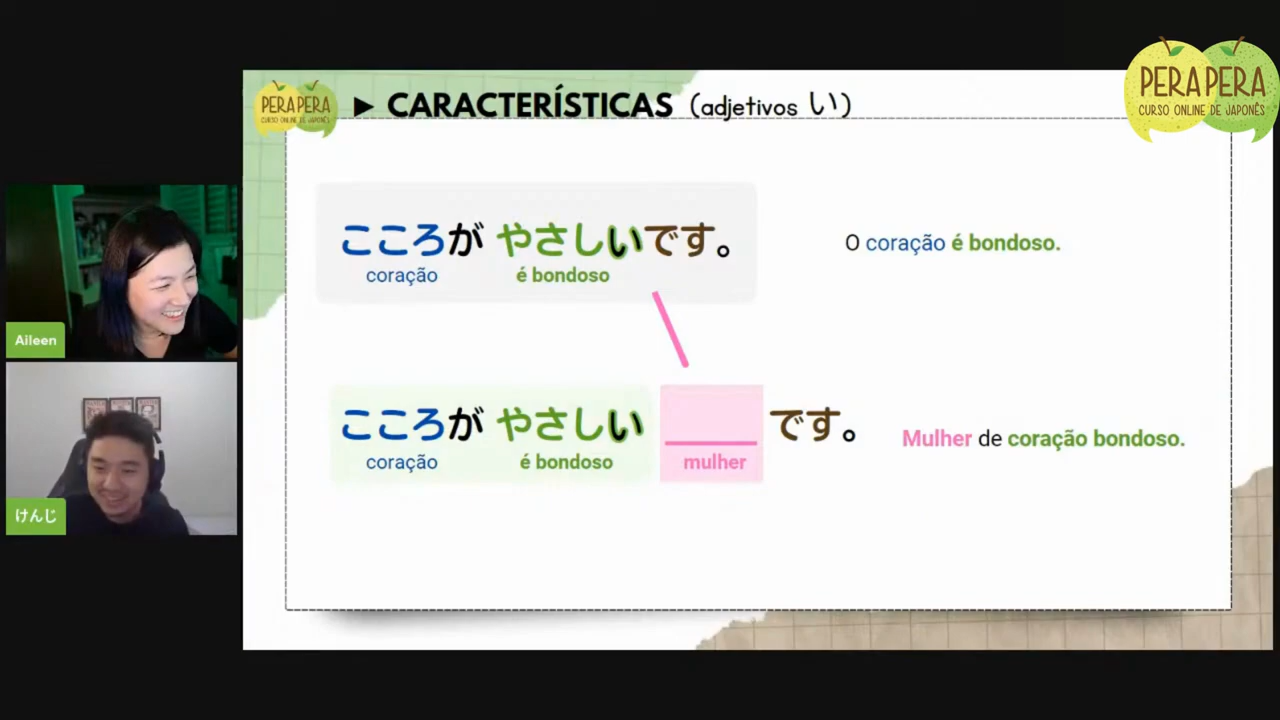 PERA PERA
CURSO ONLINE DE JAPONÊS
PERA PERA
CURSO ONLINE DE JAPONÊS
► CARACTERÍSTICAS (adjetivos い)
こころが やさしいです。
coração é bondoso
O coração é bondoso.
Aileen
けんじ
こころが やさしい ____ です。
coração é bondoso mulher
Mulher de coração bondoso.